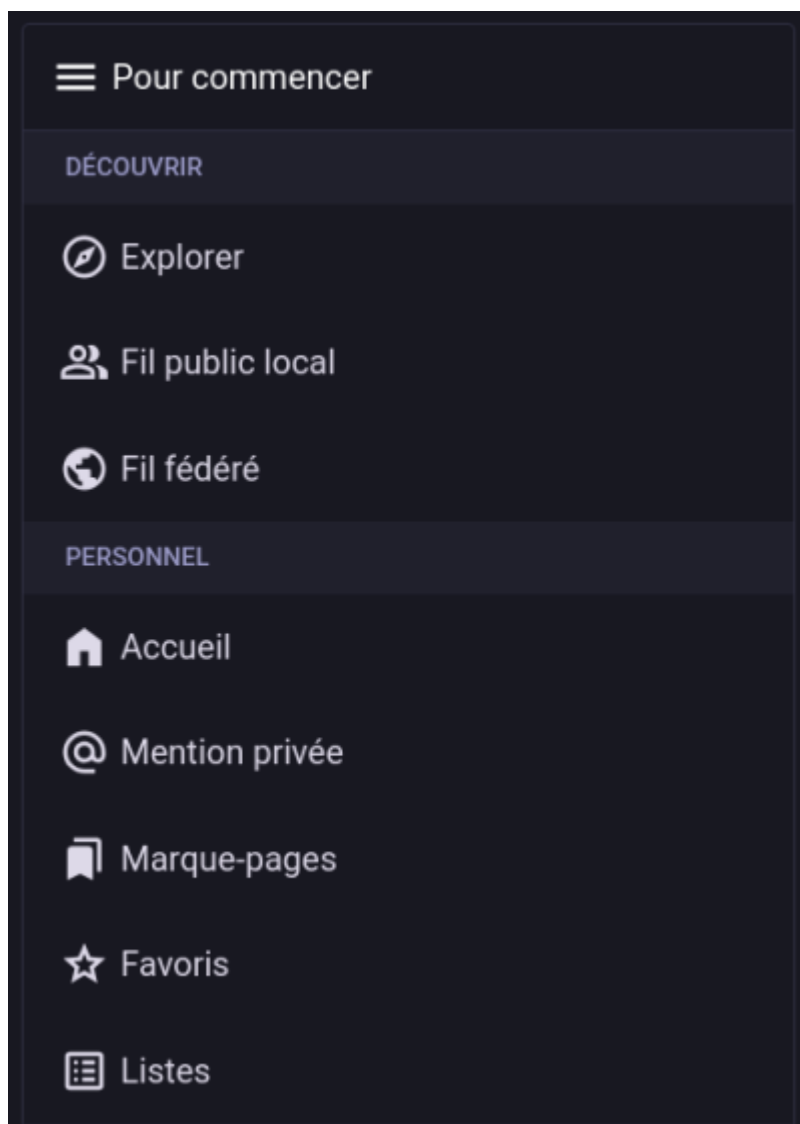 Pour commencer
DÉCOUVRIR
Explorer
Fil public local
Fil fédéré
PERSONNEL
Accueil
Mention privée
Marque-pages
Favoris
Listes